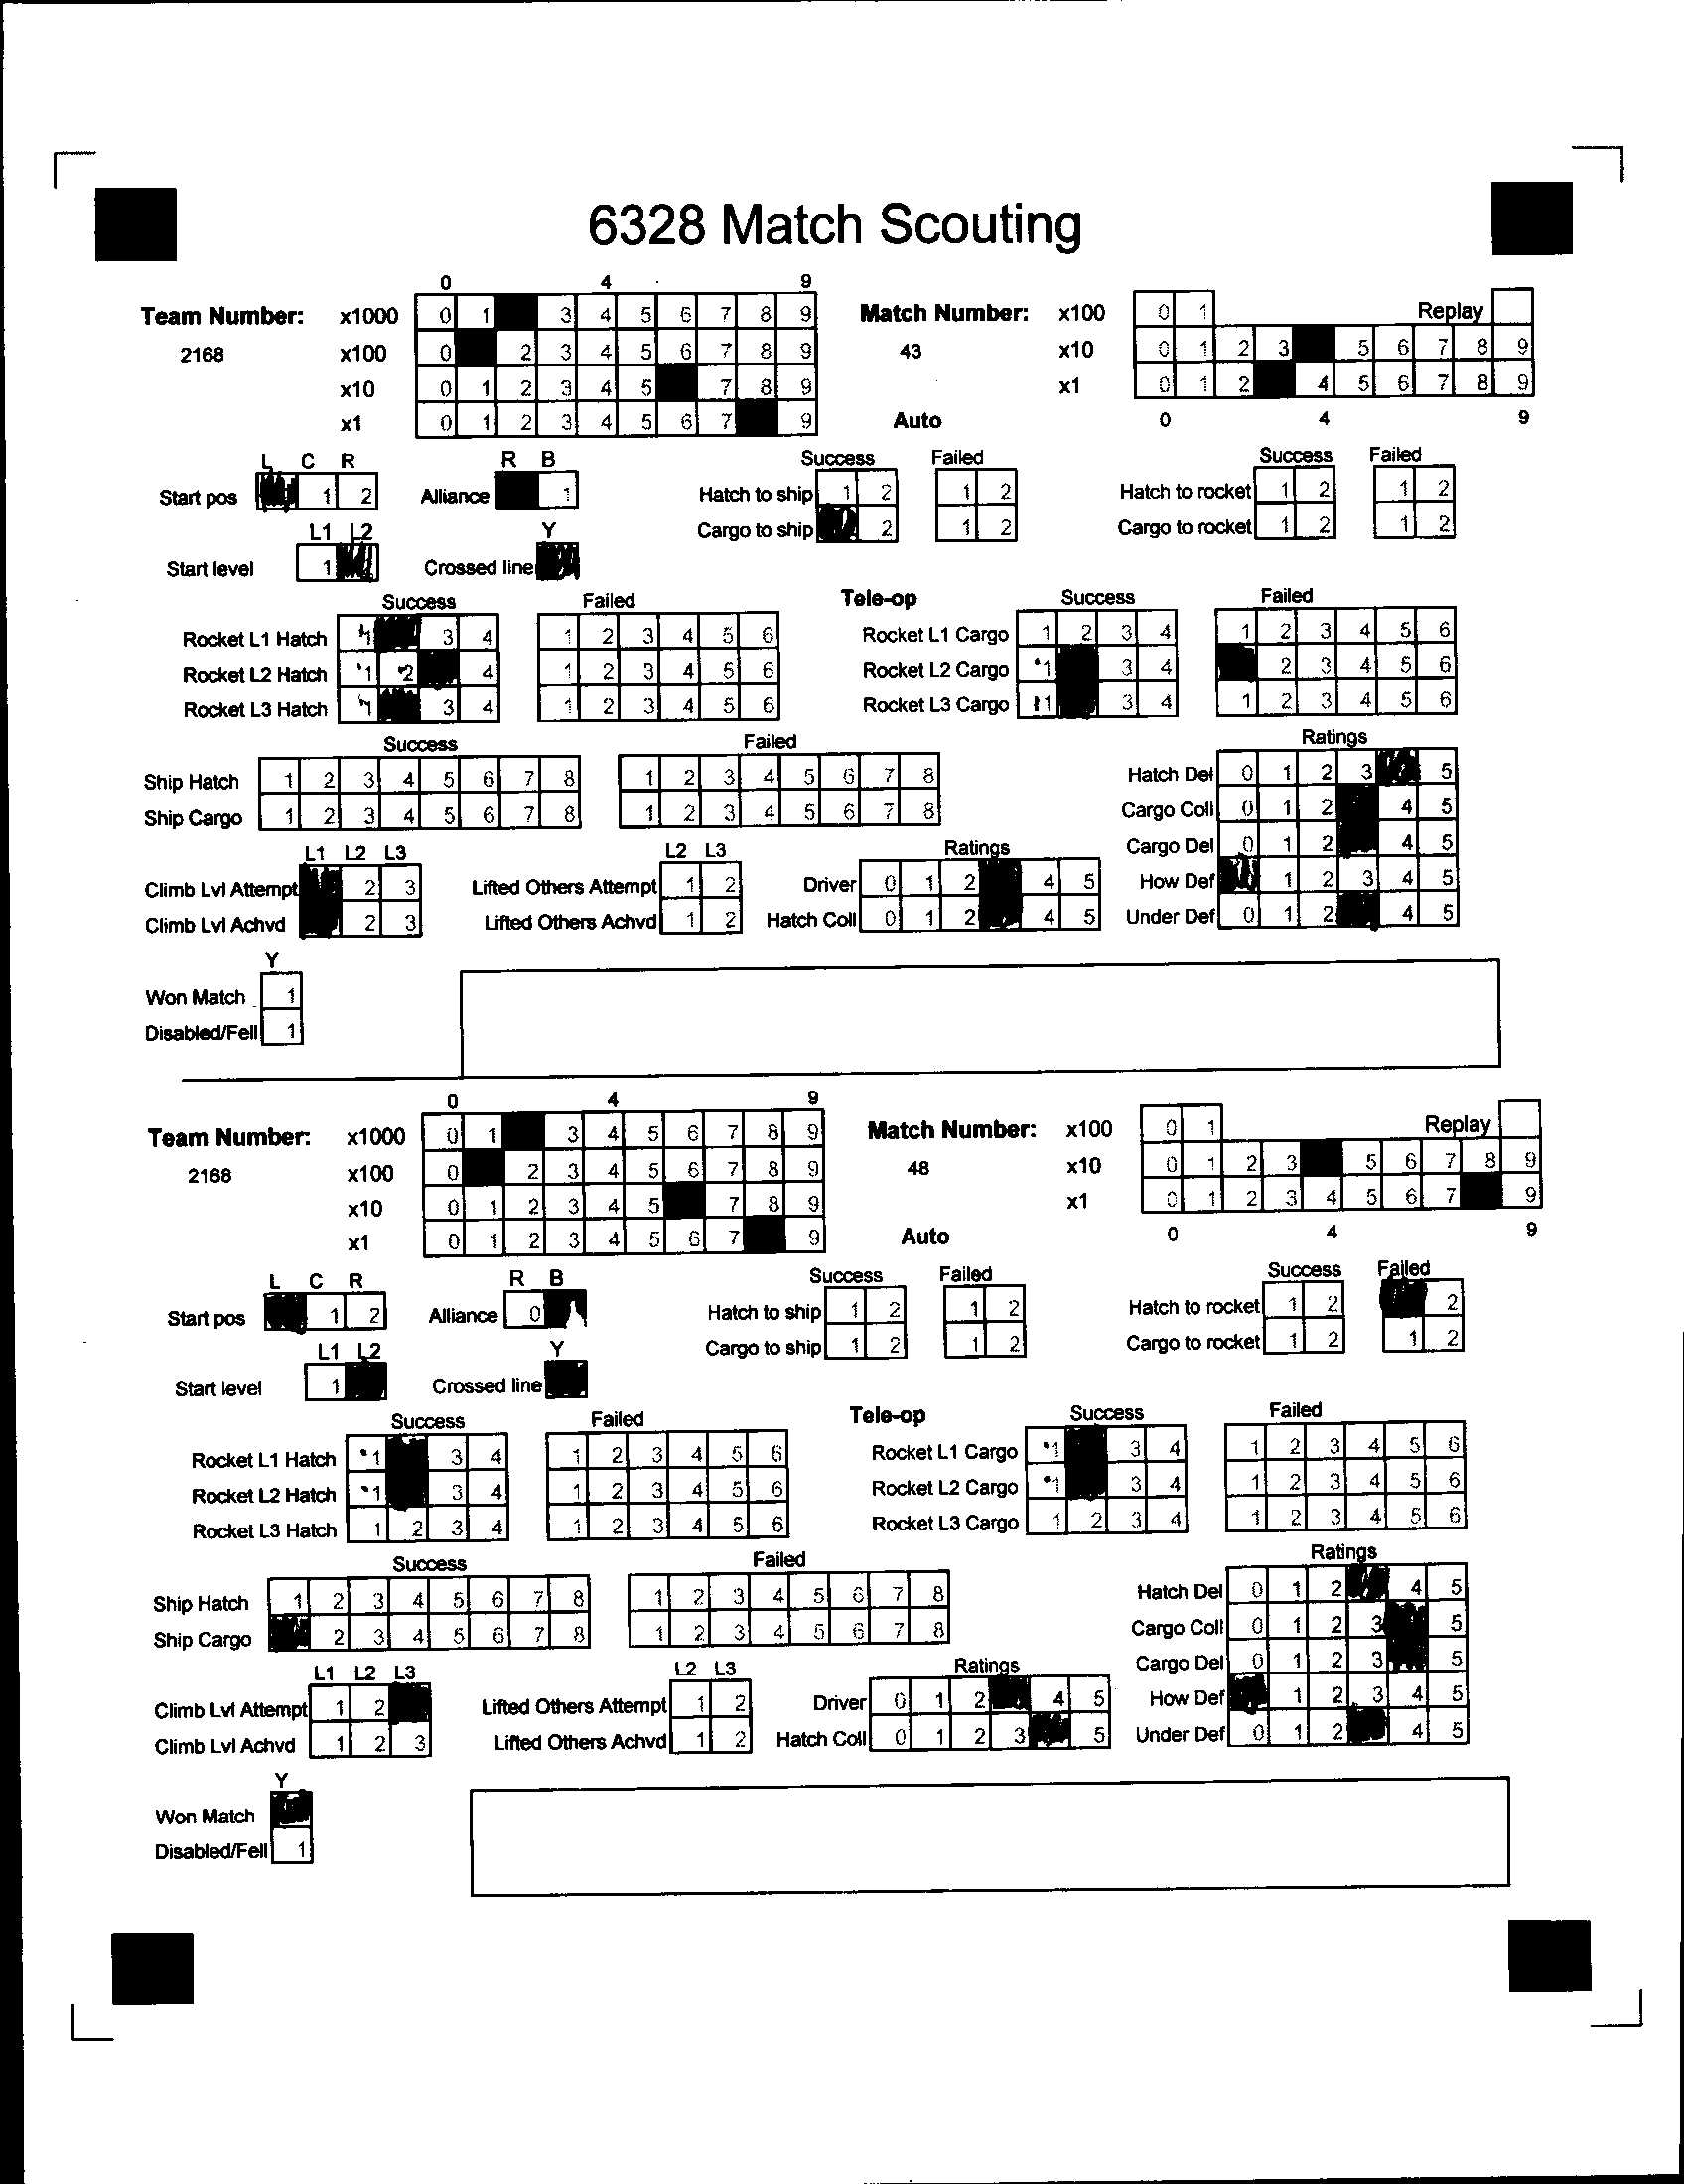 6328 Match Scouting
0 4 9
Team Number: x1000 0 1 3 4 5 6 7 8 9 Match Number: x100 0 1 Replay
2168 x100 0 2 3 4 5 6 7 8 9 43 x10 0 1 2 3 5 6 7 8 9
x10 0 1 2 3 4 5 7 8 9 x1 0 1 2 4 5 6 7 8 9
x1 0 1 2 3 4 5 6 7 9 Auto 0 4 9
L C R R B Success Failed Success Failed
Start pos 1 2 Alliance 1 Hatch to ship 1 2 1 2 Hatch to rocket 1 2 1 2
L1 L2 Y Cargo to ship 2 1 2 Cargo to rocket 1 2 1 2
Start level 1 Crossed line
Success Failed Tele-op Success Failed
Rocket L1 Hatch 1 3 4 1 2 3 4 5 6 Rocket L1 Cargo 1 2 3 4 1 2 3 4 5 6
Rocket L2 Hatch 1 2 4 1 2 3 4 5 6 Rocket L2 Cargo 1 3 4 2 3 4 5 6
Rocket L3 Hatch 1 3 4 1 2 3 4 5 6 Rocket L3 Cargo 1 3 4 1 2 3 4 5 6
Success Failed Ratings
Ship Hatch 1 2 3 4 5 6 7 8 1 2 3 4 5 6 7 8 Hatch Del 0 1 2 3 5
Ship Cargo 1 2 3 4 5 6 7 8 1 2 3 4 5 6 7 8 Cargo Coll 0 1 2 4 5
L1 L2 L3 L2 L3 Ratings Cargo Del 0 1 2 4 5
Climb Lvl Attempt 2 3 Lifted Others Attempt 1 2 Driver 0 1 2 4 5 How Def 1 2 3 4 5
Climb Lvl Achvd 2 3 Lifted Others Achvd 1 2 Hatch Coll 0 1 2 4 5 Under Def 0 1 2 4 5
Y
Won Match 1
Disabled/Fell 1
0 4 9
Team Number: x1000 0 1 3 4 5 6 7 8 9 Match Number: x100 0 1 Replay
2168 x100 0 2 3 4 5 6 7 8 9 48 x10 0 1 2 3 5 6 7 8 9
x10 0 1 2 3 4 5 7 8 9 x1 0 1 2 3 4 5 6 7 9
x1 0 1 2 3 4 5 6 7 9 Auto 0 4 9
L C R R B Success Failed Success Failed
Start pos 1 2 Alliance 0 Hatch to ship 1 2 1 2 Hatch to rocket 1 2 2
L1 L2 Y Cargo to ship 1 2 1 2 Cargo to rocket 1 2 1 2
Start level 1 Crossed line
Success Failed Tele-op Success Failed
Rocket L1 Hatch 1 3 4 1 2 3 4 5 6 Rocket L1 Cargo 1 3 4 1 2 3 4 5 6
Rocket L2 Hatch 1 3 4 1 2 3 4 5 6 Rocket L2 Cargo 1 3 4 1 2 3 4 5 6
Rocket L3 Hatch 1 2 3 4 1 2 3 4 5 6 Rocket L3 Cargo 1 2 3 4 1 2 3 4 5 6
Success Failed Ratings
Ship Hatch 1 2 3 4 5 6 7 8 1 2 3 4 5 6 7 8 Hatch Del 0 1 2 4 5
Ship Cargo 2 3 4 5 6 7 8 1 2 3 4 5 6 7 8 Cargo Coll 0 1 2 3 5
L1 L2 L3 L2 L3 Ratings Cargo Del 0 1 2 3 5
Climb Lvl Attempt 1 2 Lifted Others Attempt 1 2 Driver 0 1 2 4 5 How Def 1 2 3 4 5
Climb Lvl Achvd 1 2 3 Lifted Others Achvd 1 2 Hatch Coll 0 1 2 3 5 Under Def 0 1 2 4 5
Y
Won Match
Disabled/Fell 1